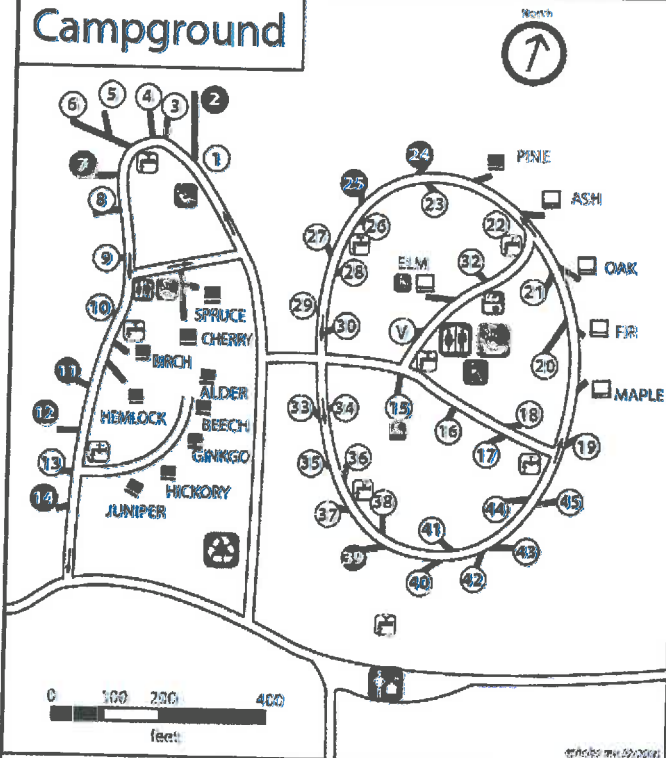 Campground
North
6 5 4 3 2
7 1
8
9
10
11
12
13
14
SPRUCE
CHERRY
BIRCH
ALDER
HEMLOCK
BEECH
GINKGO
HICKORY
JUNIPER
24 PINE
25 23 ASH
26 22
27
28 ELM 32 OAK
21
29
30 V FIR
20
MAPLE
33 34 15 16 18
17 19
35 36
37 38 44 45
39 41 43
40 42
0 100 200 400
feet